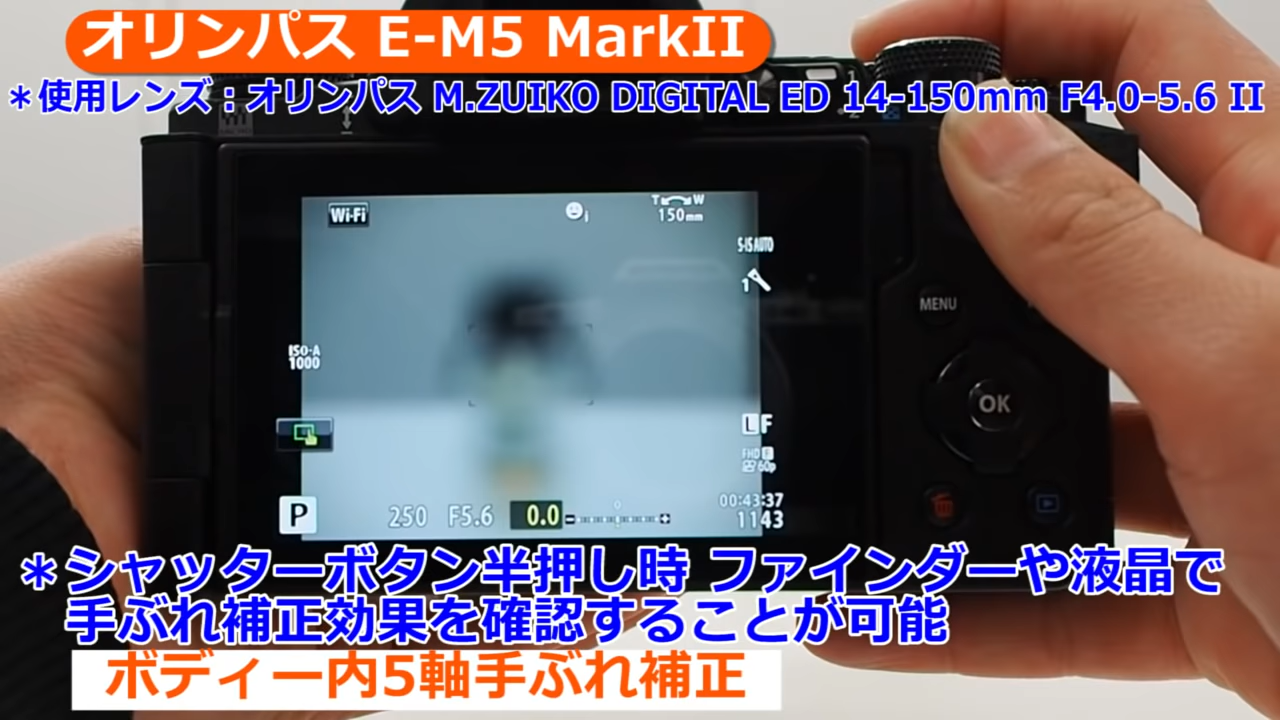 オリンパス E-M5 MarkII
＊使用レンズ：オリンパス M.ZUIKO DIGITAL ED 14-150mm F4.0-5.6 II
Wi-Fi
i
T W
150mm
S-IS AUTO
1
MENU
ISO-A
1000
OK
L F
FHD F
60p
P
250 F5.6 0.0
0
00:43:37
1143
＊シャッターボタン半押し時 ファインダーや液晶で
手ぶれ補正効果を確認することが可能
ボディー内5軸手ぶれ補正